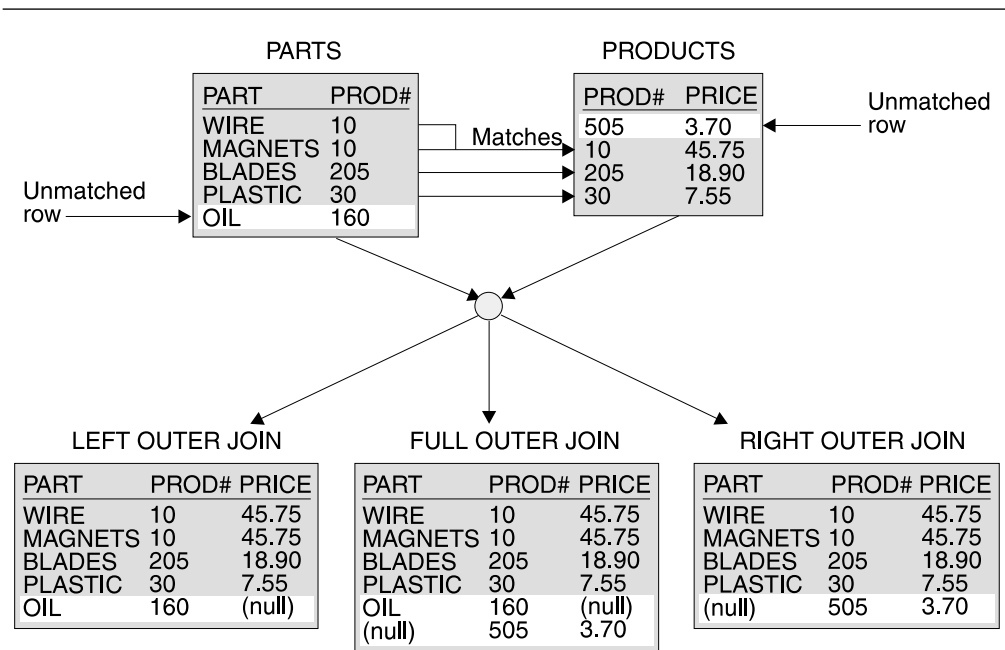 PARTS
PART PROD#
WIRE 10
MAGNETS 10
BLADES 205
PLASTIC 30
OIL 160
Unmatched
row
Matches
PRODUCTS
PROD# PRICE
505 3.70
10 45.75
205 18.90
30 7.55
Unmatched
row
LEFT OUTER JOIN
PART PROD# PRICE
WIRE 10 45.75
MAGNETS 10 45.75
BLADES 205 18.90
PLASTIC 30 7.55
OIL 160 (null)
FULL OUTER JOIN
PART PROD# PRICE
WIRE 10 45.75
MAGNETS 10 45.75
BLADES 205 18.90
PLASTIC 30 7.55
OIL 160 (null)
(null) 505 3.70
RIGHT OUTER JOIN
PART PROD# PRICE
WIRE 10 45.75
MAGNETS 10 45.75
BLADES 205 18.90
PLASTIC 30 7.55
(null) 505 3.70